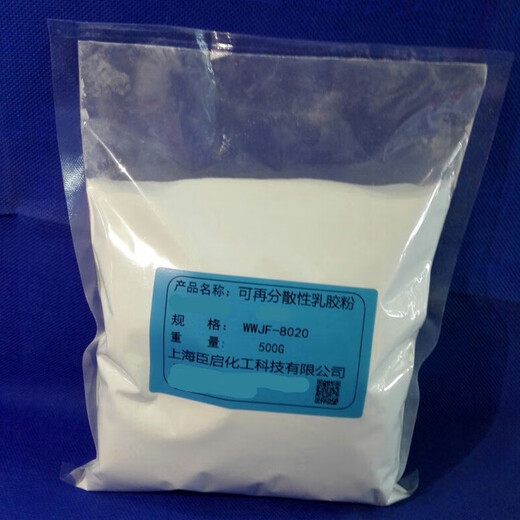 产品名称: 可再分散性乳胶粉
规 格: WWJF-8020
重 量: 500G
上海臣启化工科技有限公司